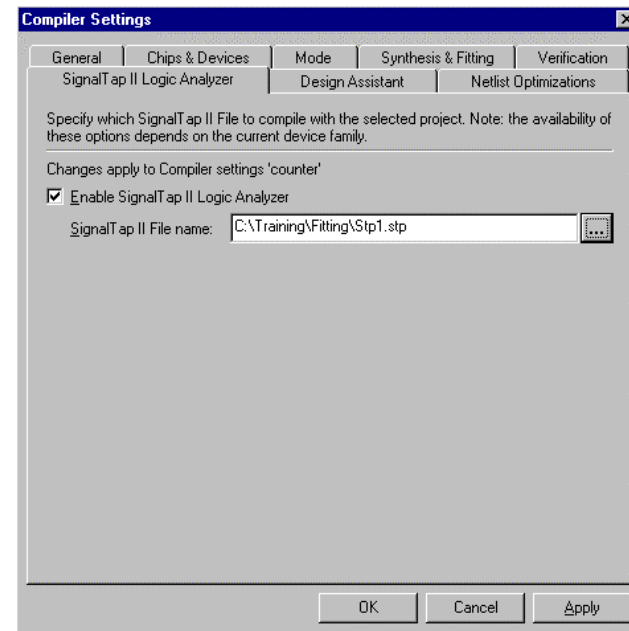 Compiler Settings
General Chips & Devices Mode Synthesis & Fitting Verification
SignalTap II Logic Analyzer Design Assistant Netlist Optimizations
Specify which SignalTap II File to compile with the selected project. Note: the availability of
these options depends on the current device family.
Changes apply to Compiler settings 'counter'
Enable SignalTap II Logic Analyzer
SignalTap II File name: C:\Training\Fitting\Stp1.stp ...
OK Cancel Apply